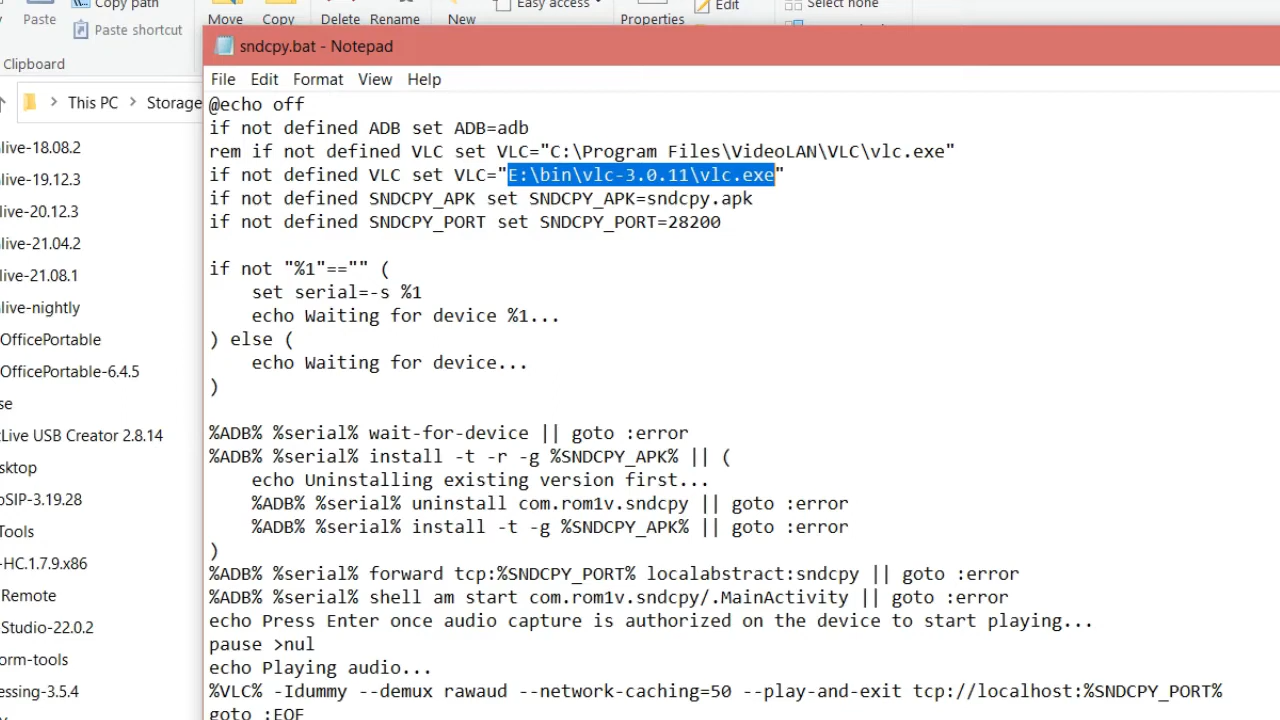 Copy path
Easy access
Edit
Select none
Paste
Paste shortcut
Move
Copy
Delete
Rename
New
Properties
Clipboard
This PC
Storage
live-18.08.2
live-19.12.3
live-20.12.3
live-21.04.2
live-21.08.1
live-nightly
OfficePortable
OfficePortable-6.4.5
se
Live USB Creator 2.8.14
sktop
oSIP-3.19.28
Tools
-HC.1.7.9.x86
Remote
Studio-22.0.2
orm-tools
essing-3.5.4
sndcpy.bat - Notepad
File Edit Format View Help
@echo off
if not defined ADB set ADB=adb
rem if not defined VLC set VLC="C:\Program Files\VideoLAN\VLC\vlc.exe"
if not defined VLC set VLC="E:\bin\vlc-3.0.11\vlc.exe"
if not defined SNDCPY_APK set SNDCPY_APK=sndcpy.apk
if not defined SNDCPY_PORT set SNDCPY_PORT=28200
if not "%1"=="" (
set serial=-s %1
echo Waiting for device %1...
) else (
echo Waiting for device...
)
%ADB% %serial% wait-for-device || goto :error
%ADB% %serial% install -t -r -g %SNDCPY_APK% || (
echo Uninstalling existing version first...
%ADB% %serial% uninstall com.rom1v.sndcpy || goto :error
%ADB% %serial% install -t -g %SNDCPY_APK% || goto :error
)
%ADB% %serial% forward tcp:%SNDCPY_PORT% localabstract:sndcpy || goto :error
%ADB% %serial% shell am start com.rom1v.sndcpy/.MainActivity || goto :error
echo Press Enter once audio capture is authorized on the device to start playing...
pause >nul
echo Playing audio...
%VLC% -Idummy --demux rawaud --network-caching=50 --play-and-exit tcp://localhost:%SNDCPY_PORT%
goto :EOF